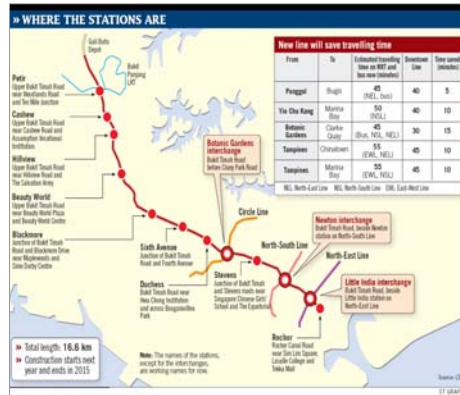 » WHERE THE STATIONS ARE
Gali Batu
Depot
Bukit
Panjang
LRT
Petir
Upper Bukit Timah Road
near Woodlands Road
and Ten Mile Junction
Cashew
Upper Bukit Timah Road
near Cashew Road and
Assumption Vocational
Institution
Hillview
Upper Bukit Timah Road
near Hillview Road and
The Salvation Army
Beauty World
Upper Bukit Timah Road
near Beauty World Plaza
and Beauty World Centre
Blackmore
Junction of Bukit Timah
Road and Blackmore Drive
near Maplewoods and
Sime Darby Centre
Sixth Avenue
Junction of Bukit Timah
Road and Fourth Avenue
Duchess
Bukit Timah Road near
Hwa Chong Institution
and across Bougainvillea
Park
Botanic Gardens
interchange
Bukit Timah Road
before Cluny Park Road
Circle Line
Stevens
Junction of Bukit Timah
and Stevens roads near
Singapore Chinese Girls'
School and The Equatorial
North-South Line
Newton interchange
Bukit Timah Road, beside Newton
station on North-South Line
North-East Line
Little India interchange
Bukit Timah Road, beside
Little India station on
North-East Line
Rochor
Rochor Canal Road
near Sim Lim Square,
Lasalle College and
Tekka Mall
New line will save travelling time
From To Estimated travelling time on MRT and bus now (minutes) Downtown Line Time saved (minutes)
Punggol Bugis 45 (NEL, bus) 40 5
Yio Chu Kang Marina Bay 50 (NSL) 40 10
Botanic Gardens Clarke Quay 45 (Bus, NSL, NEL) 30 15
Tampines Chinatown 55 (EWL, NEL) 45 10
Tampines Marina Bay 55 (EWL, NSL) 45 10
NEL: North-East Line NSL: North-South Line EWL: East-West Line
» Total length: 16.6 km
» Construction starts next
year and ends in 2015
Note: The names of the stations,
except for the interchanges,
are working names for now.